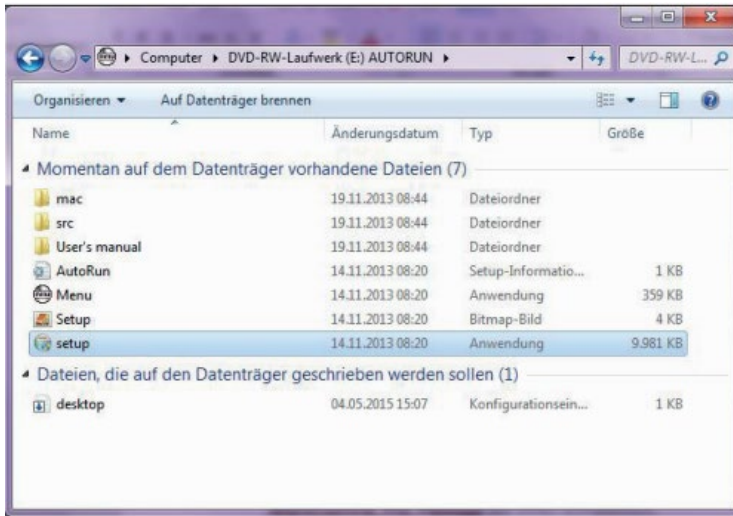 Computer ▸ DVD-RW-Laufwerk (E:) AUTORUN ▸ DVD-RW-L...
Organisieren Auf Datenträger brennen
Name Änderungsdatum Typ Größe
Momentan auf dem Datenträger vorhandene Dateien (7)
mac 19.11.2013 08:44 Dateiordner
src 19.11.2013 08:44 Dateiordner
User's manual 19.11.2013 08:44 Dateiordner
AutoRun 14.11.2013 08:20 Setup-Informatio... 1 KB
Menu 14.11.2013 08:20 Anwendung 359 KB
Setup 14.11.2013 08:20 Bitmap-Bild 4 KB
setup 14.11.2013 08:20 Anwendung 9.981 KB
Dateien, die auf den Datenträger geschrieben werden sollen (1)
desktop 04.05.2015 15:07 Konfigurationsein... 1 KB